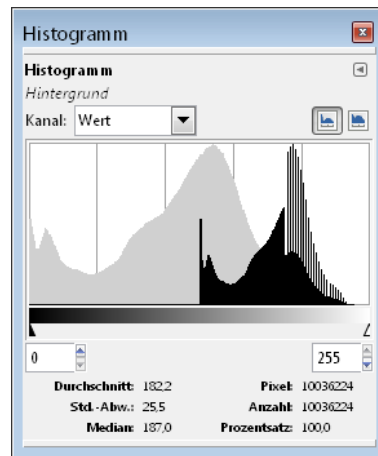 Histogramm
Histogramm
Hintergrund
Kanal: Wert
0 255
Durchschnitt: 182,2 Pixel: 10036224
Std.-Abw.: 25,5 Anzahl: 10036224
Median: 187,0 Prozentsatz: 100,0